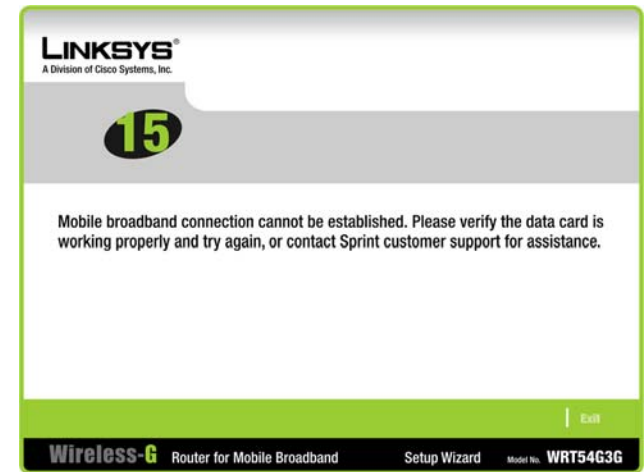 LINKSYS®
A Division of Cisco Systems, Inc.
15
Mobile broadband connection cannot be established. Please verify the data card is
working properly and try again, or contact Sprint customer support for assistance.
Exit
Wireless-G Router for Mobile Broadband Setup Wizard Model No. WRT54G3G